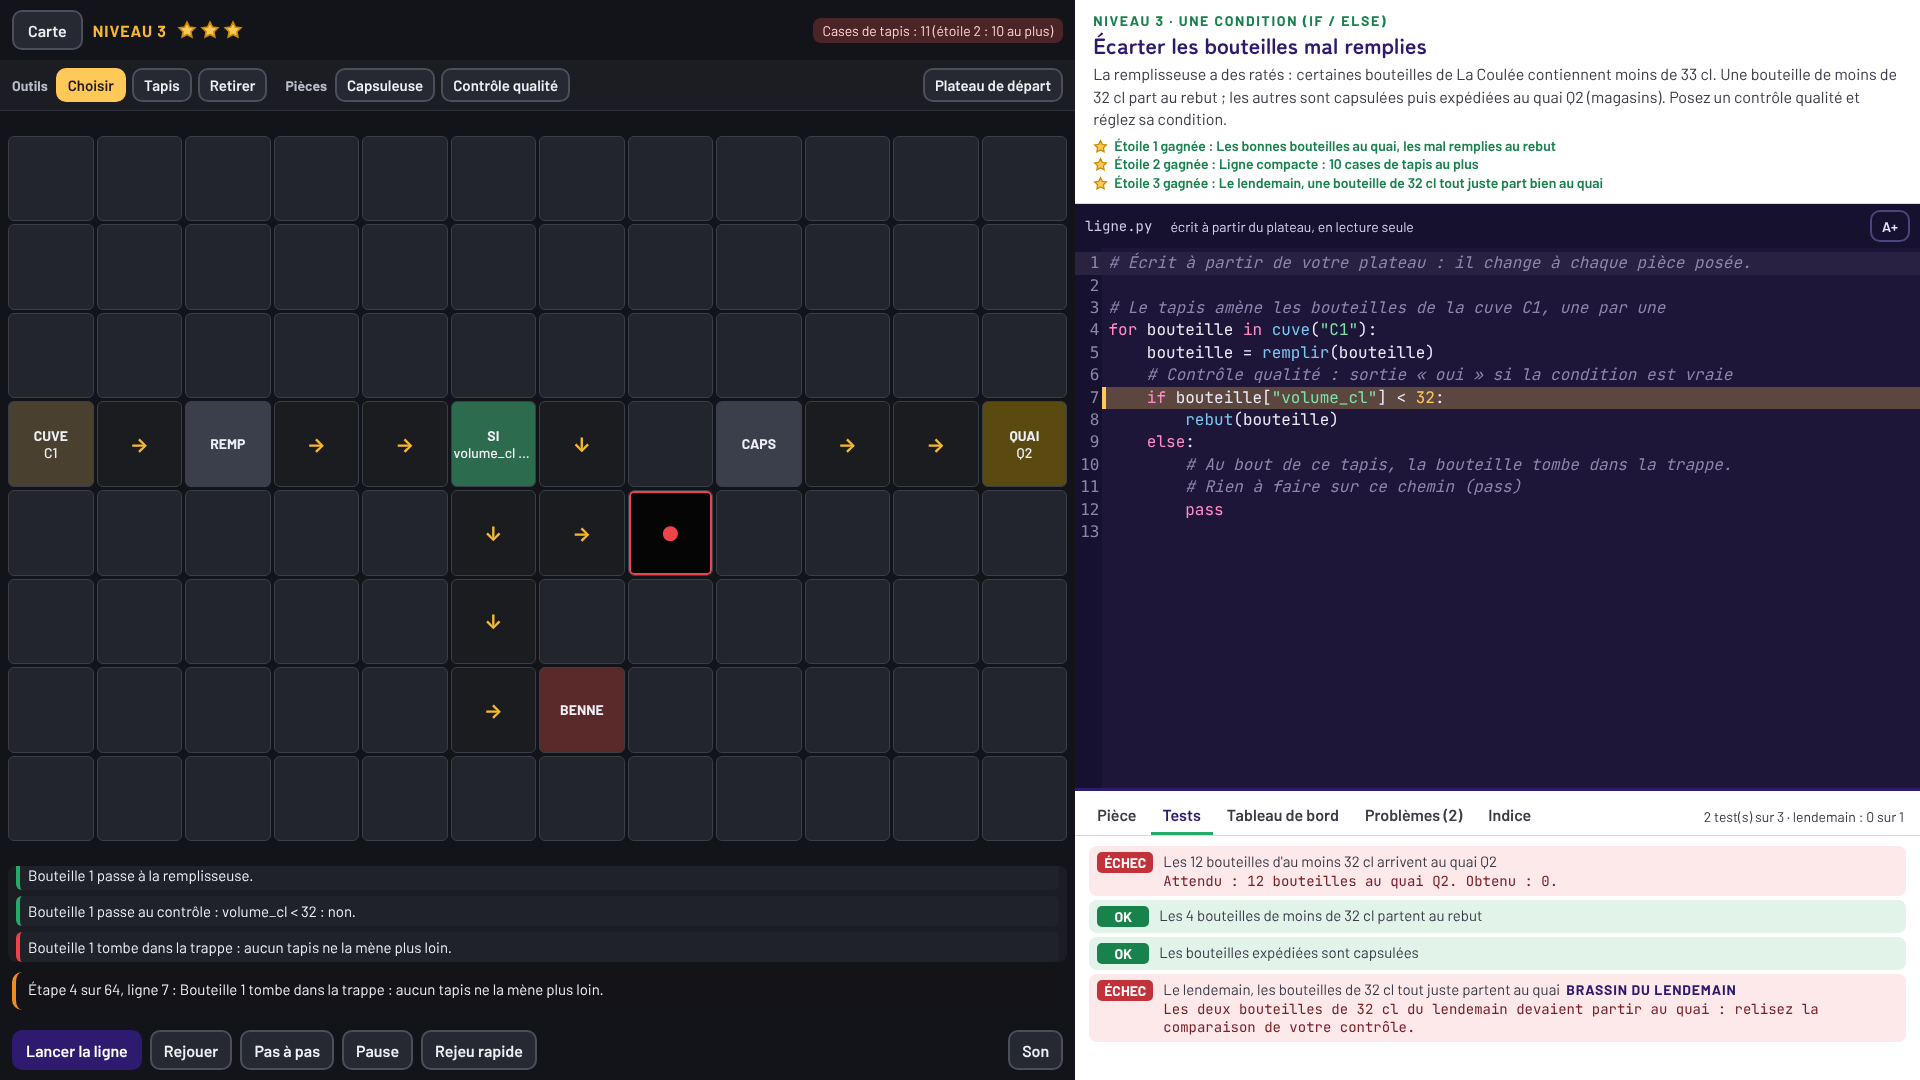 Carte
NIVEAU 3
Cases de tapis : 11 (étoile 2 : 10 au plus)
Outils
Choisir
Tapis
Retirer
Pièces
Capsuleuse
Contrôle qualité
Plateau de départ
CUVE
C1
→
REMP
→
→
SI
volume_cl ...
↓
CAPS
→
→
QUAI
Q2
↓
→
↓
→
BENNE
Bouteille 1 passe à la remplisseuse.
Bouteille 1 passe au contrôle : volume_cl < 32 : non.
Bouteille 1 tombe dans la trappe : aucun tapis ne la mène plus loin.
Étape 4 sur 64, ligne 7 : Bouteille 1 tombe dans la trappe : aucun tapis ne la mène plus loin.
Lancer la ligne
Rejouer
Pas à pas
Pause
Rejeu rapide
Son
NIVEAU 3 · UNE CONDITION (IF / ELSE)
Écarter les bouteilles mal remplies
La remplisseuse a des ratés : certaines bouteilles de La Coulée contiennent moins de 33 cl. Une bouteille de moins de
32 cl part au rebut ; les autres sont capsulées puis expédiées au quai Q2 (magasins). Posez un contrôle qualité et
réglez sa condition.
Étoile 1 gagnée : Les bonnes bouteilles au quai, les mal remplies au rebut
Étoile 2 gagnée : Ligne compacte : 10 cases de tapis au plus
Étoile 3 gagnée : Le lendemain, une bouteille de 32 cl tout juste part bien au quai
ligne.py écrit à partir du plateau, en lecture seule
A+
1 # Écrit à partir de votre plateau : il change à chaque pièce posée.
2
3 # Le tapis amène les bouteilles de la cuve C1, une par une
4 for bouteille in cuve("C1"):
5     bouteille = remplir(bouteille)
6     # Contrôle qualité : sortie « oui » si la condition est vraie
7     if bouteille["volume_cl"] < 32:
8         rebut(bouteille)
9     else:
10         # Au bout de ce tapis, la bouteille tombe dans la trappe.
11         # Rien à faire sur ce chemin (pass)
12         pass
13
Pièce
Tests
Tableau de bord
Problèmes (2)
Indice
2 test(s) sur 3 · lendemain : 0 sur 1
ÉCHEC Les 12 bouteilles d'au moins 32 cl arrivent au quai Q2
Attendu : 12 bouteilles au quai Q2. Obtenu : 0.
OK Les 4 bouteilles de moins de 32 cl partent au rebut
OK Les bouteilles expédiées sont capsulées
ÉCHEC Le lendemain, les bouteilles de 32 cl tout juste partent au quai BRASSIN DU LENDEMAIN
Les deux bouteilles de 32 cl du lendemain devaient partir au quai : relisez la
comparaison de votre contrôle.